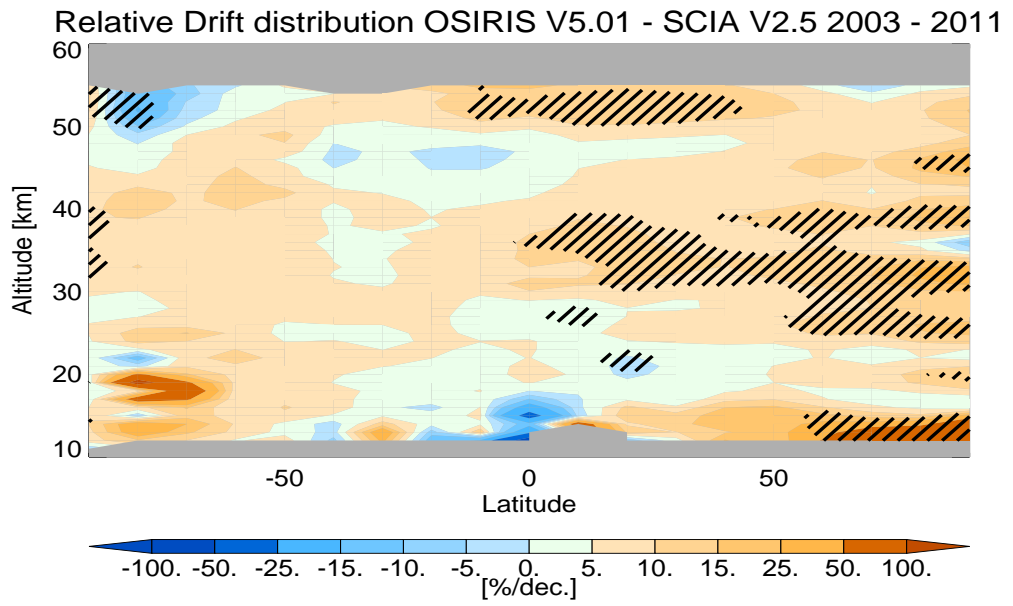 Relative Drift distribution OSIRIS V5.01 - SCIA V2.5 2003 - 2011
60
50
40
30
20
10
Altitude [km]
-50 0 50
Latitude
-100. -50. -25. -15. -10. -5. 0. 5. 10. 15. 25. 50. 100.
[%/dec.]